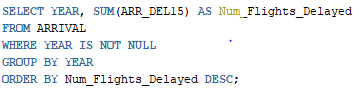 SELECT YEAR, SUM(ARR_DEL15) AS Num_Flights_Delayed
FROM ARRIVAL
WHERE YEAR IS NOT NULL
GROUP BY YEAR
ORDER BY Num_Flights_Delayed DESC;